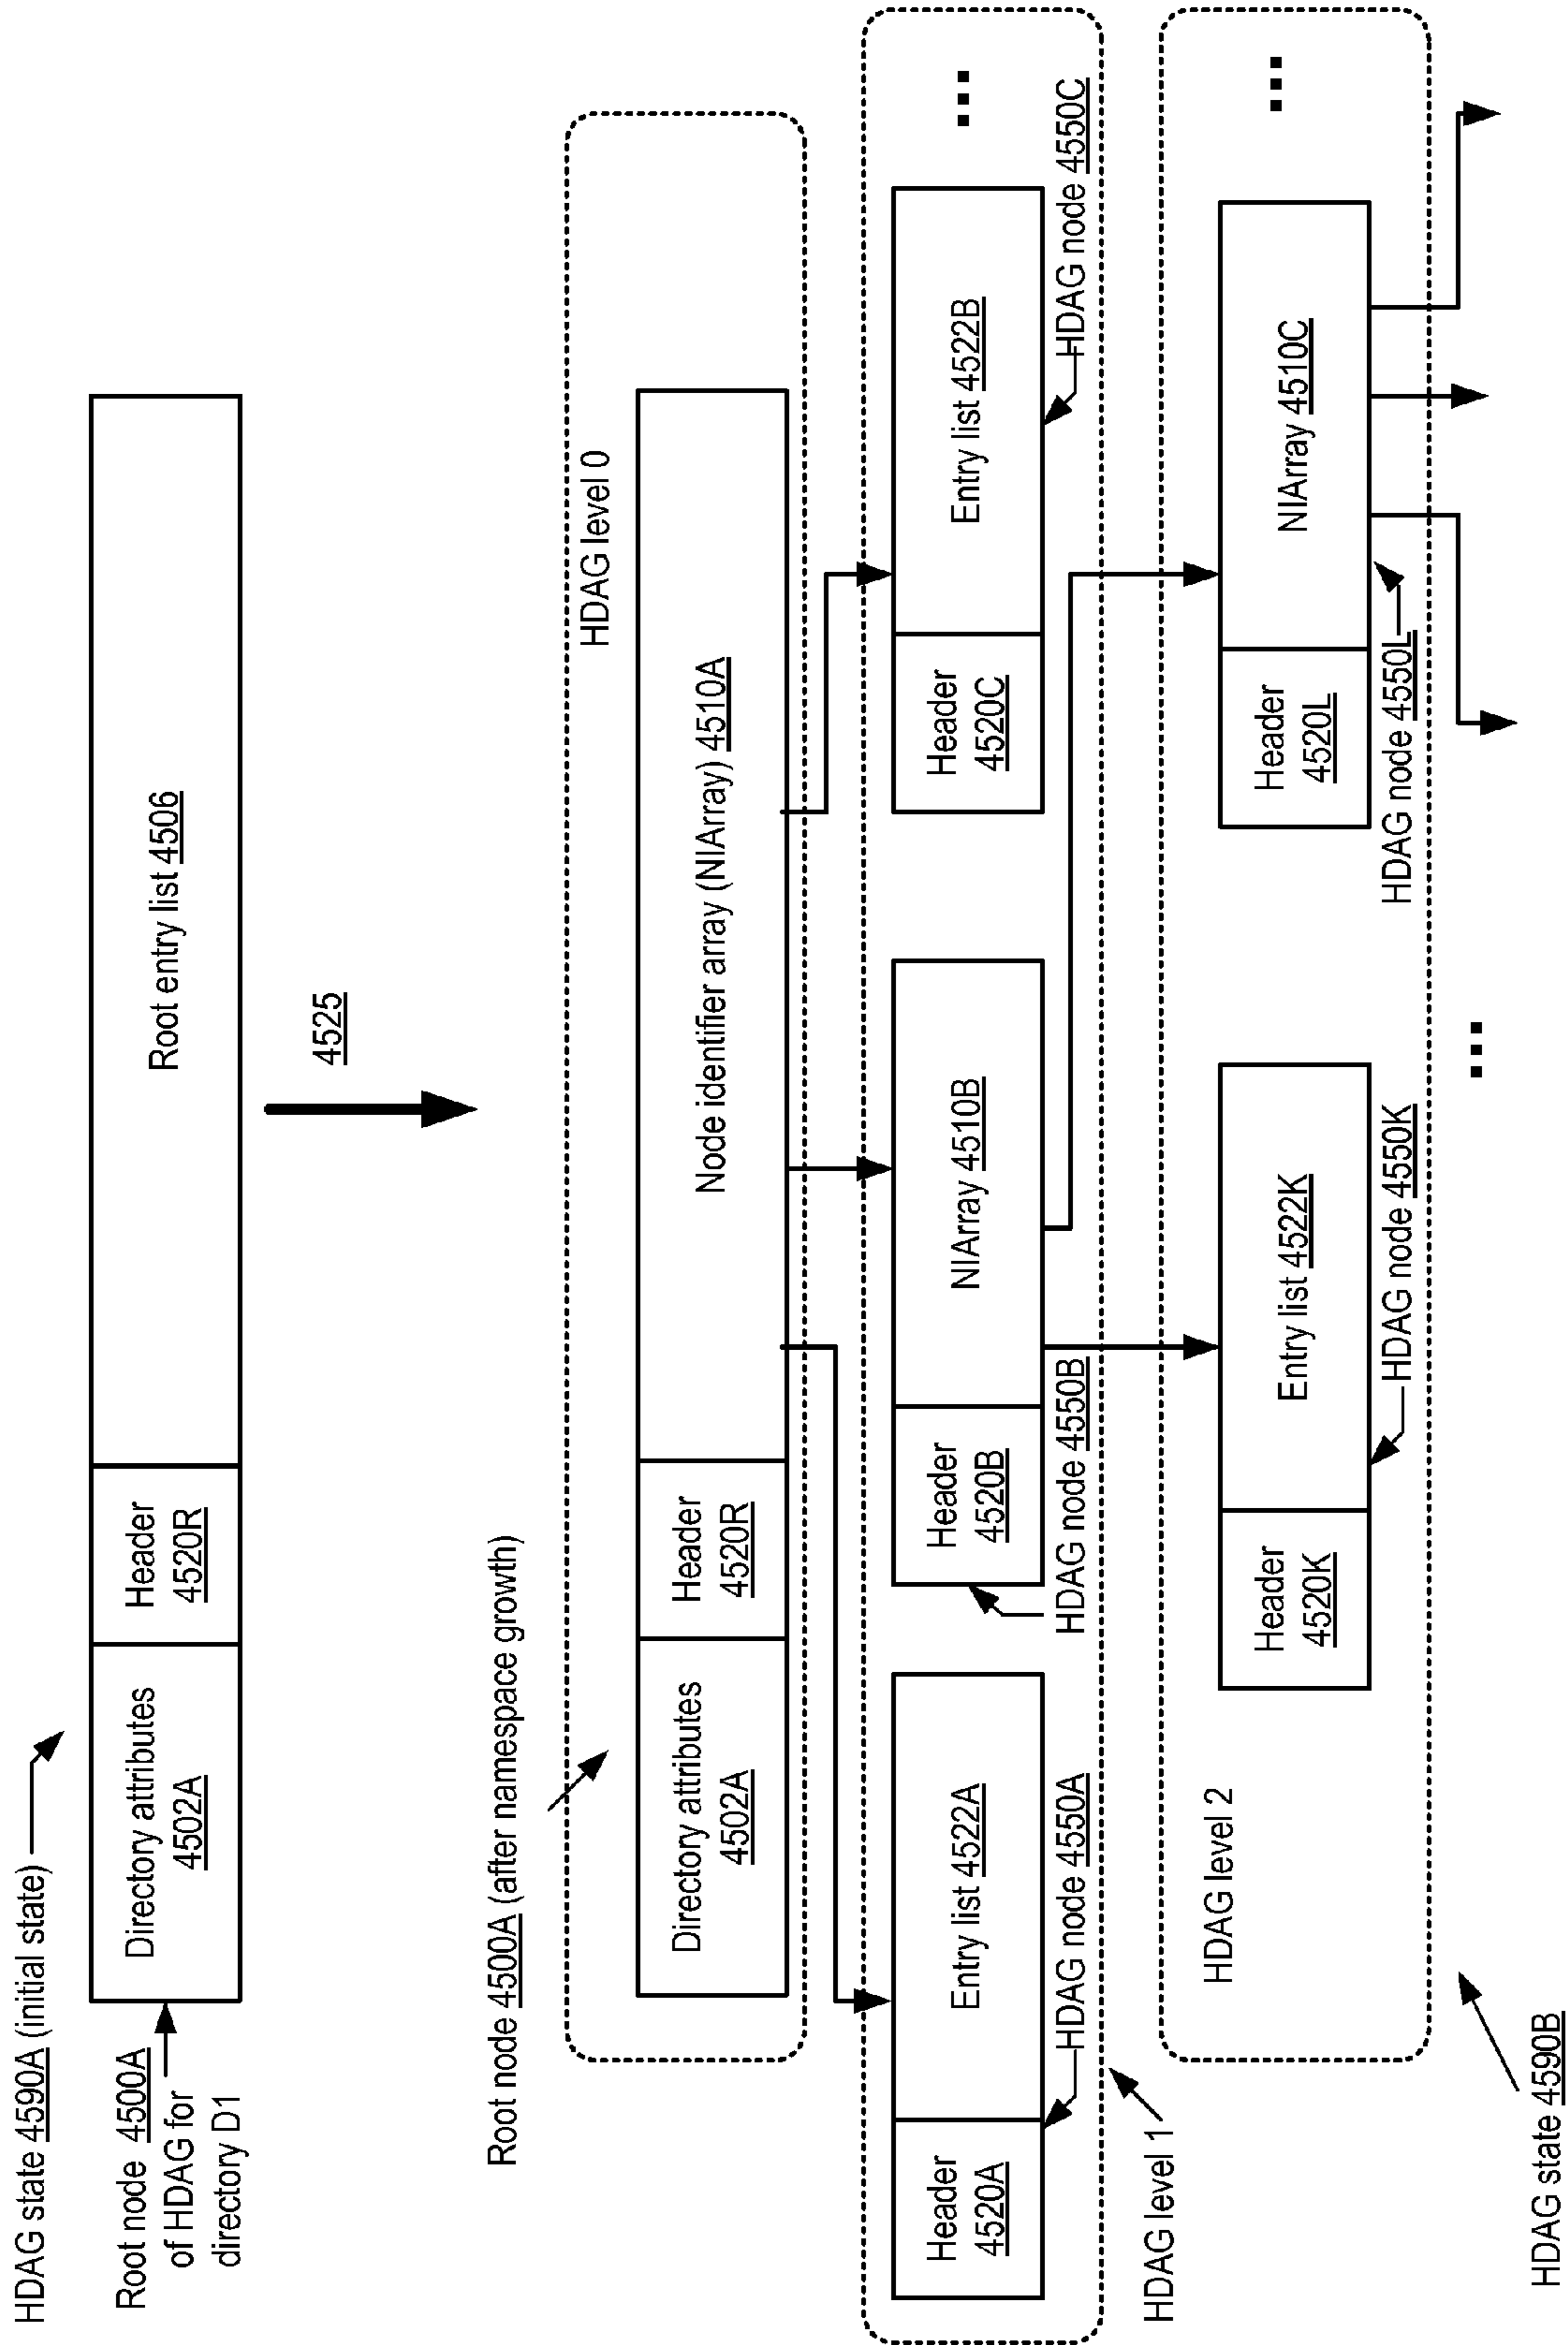 HDAG state 4590A (initial state)
Root node 4500A
of HDAG for
directory D1
Directory attributes
4502A
Header
4520R
Root entry list 4506
4525
Root node 4500A (after namespace growth)
HDAG level 0
Directory attributes
4502A
Header
4520R
Node identifier array (NIArray) 4510A
Header
4520A
Entry list 4522A
HDAG node 4550A
Header
4520B
NIArray 4510B
HDAG node 4550B
HDAG node 4550B
Header
4520C
Entry list 4522B
HDAG node 4550C
...
HDAG level 1
HDAG level 2
Header
4520K
Entry list 4522K
HDAG node 4550K
Header
4520L
NIArray 4510C
HDAG node 4550L
...
...
HDAG state 4590B